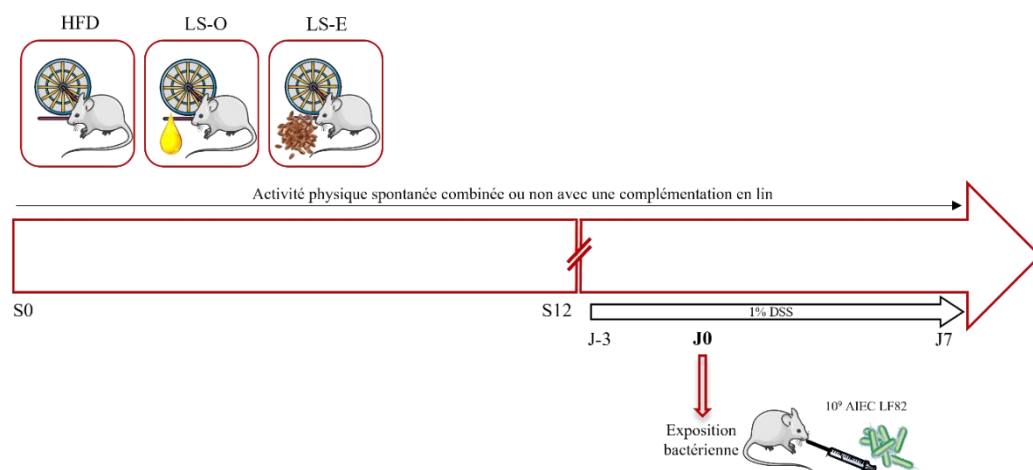 HFD LS-O LS-E
Activité physique spontanée combinée ou non avec une complémentation en lin
S0 S12
1% DSS
J-3 J0 J7
10⁹ AIEC LF82
Exposition
bactérienne